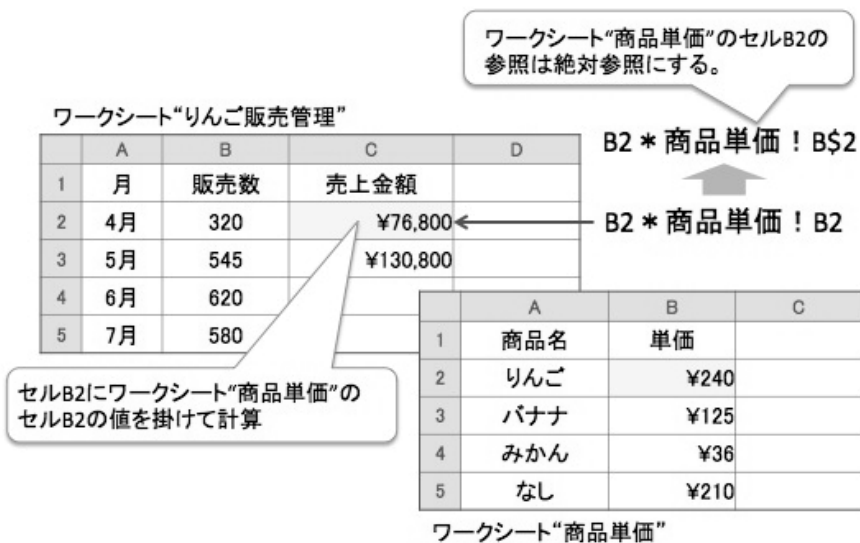 ワークシート“商品単価”のセルB2の
参照は絶対参照にする。
ワークシート“りんご販売管理”
A B C D
1 月 販売数 売上金額
2 4月 320 ¥76,800
3 5月 545 ¥130,800
4 6月 620
5 7月 580
B2＊商品単価！B$2
B2＊商品単価！B2
セルB2にワークシート“商品単価”の
セルB2の値を掛けて計算
A B C
1 商品名 単価
2 りんご ¥240
3 バナナ ¥125
4 みかん ¥36
5 なし ¥210
ワークシート“商品単価”